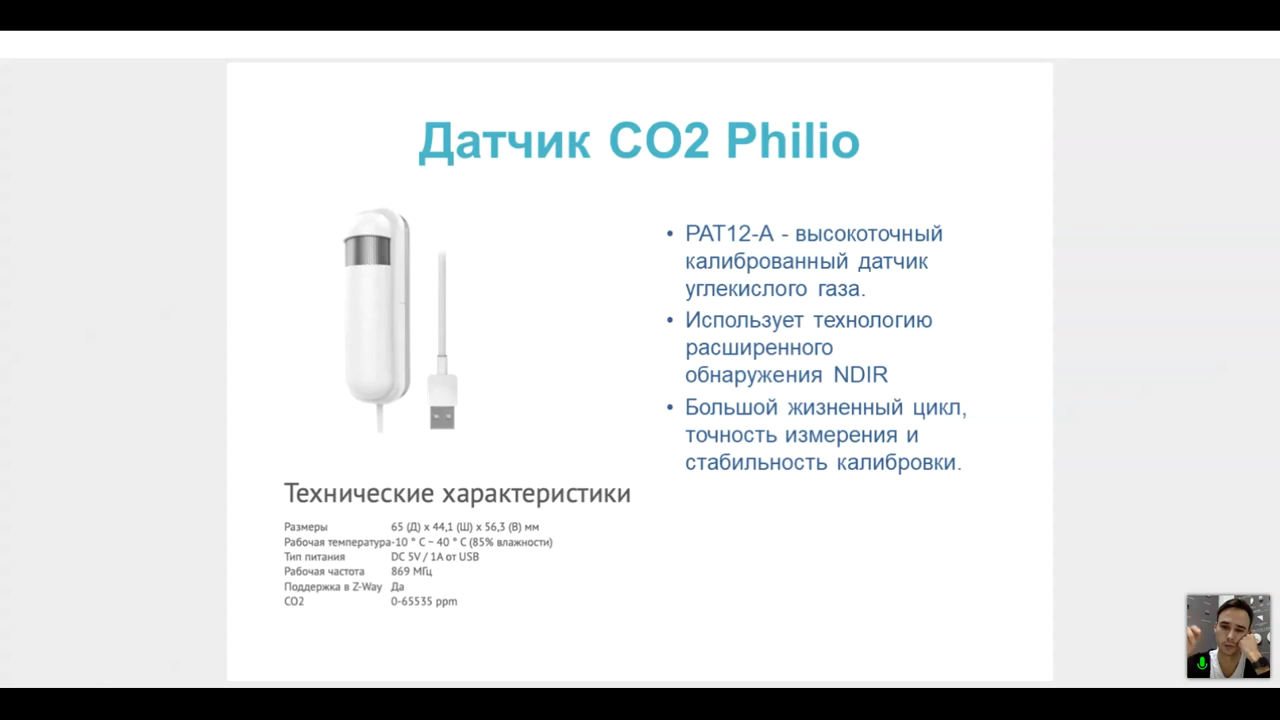 Датчик CO2 Philio
• PAT12-A - высокоточный
калиброванный датчик
углекислого газа.
• Использует технологию
расширенного
обнаружения NDIR
• Большой жизненный цикл,
точность измерения и
стабильность калибровки.
Технические характеристики
Размеры 65 (Д) x 44,1 (Ш) x 56,3 (В) мм
Рабочая температура -10 ° C ~ 40 ° C (85% влажности)
Тип питания DC 5V / 1A от USB
Рабочая частота 869 МГц
Поддержка в Z-Way Да
CO2 0-65535 ppm